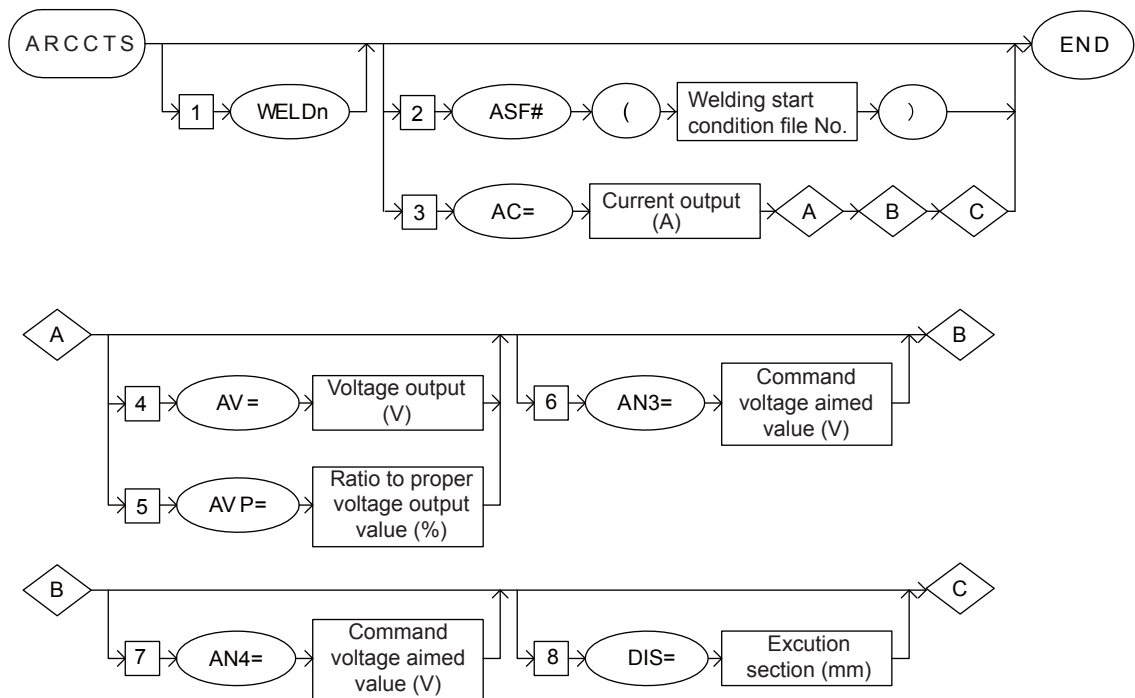 ARCCTS
END
1
WELDn
2
ASF#
(
Welding start
condition file No.
)
3
AC=
Current output
(A)
A
B
C
A
B
4
AV=
Voltage output
(V)
6
AN3=
Command
voltage aimed
value (V)
5
AVP=
Ratio to proper
voltage output
value (%)
B
C
7
AN4=
Command
voltage aimed
value (V)
8
DIS=
Excution
section (mm)